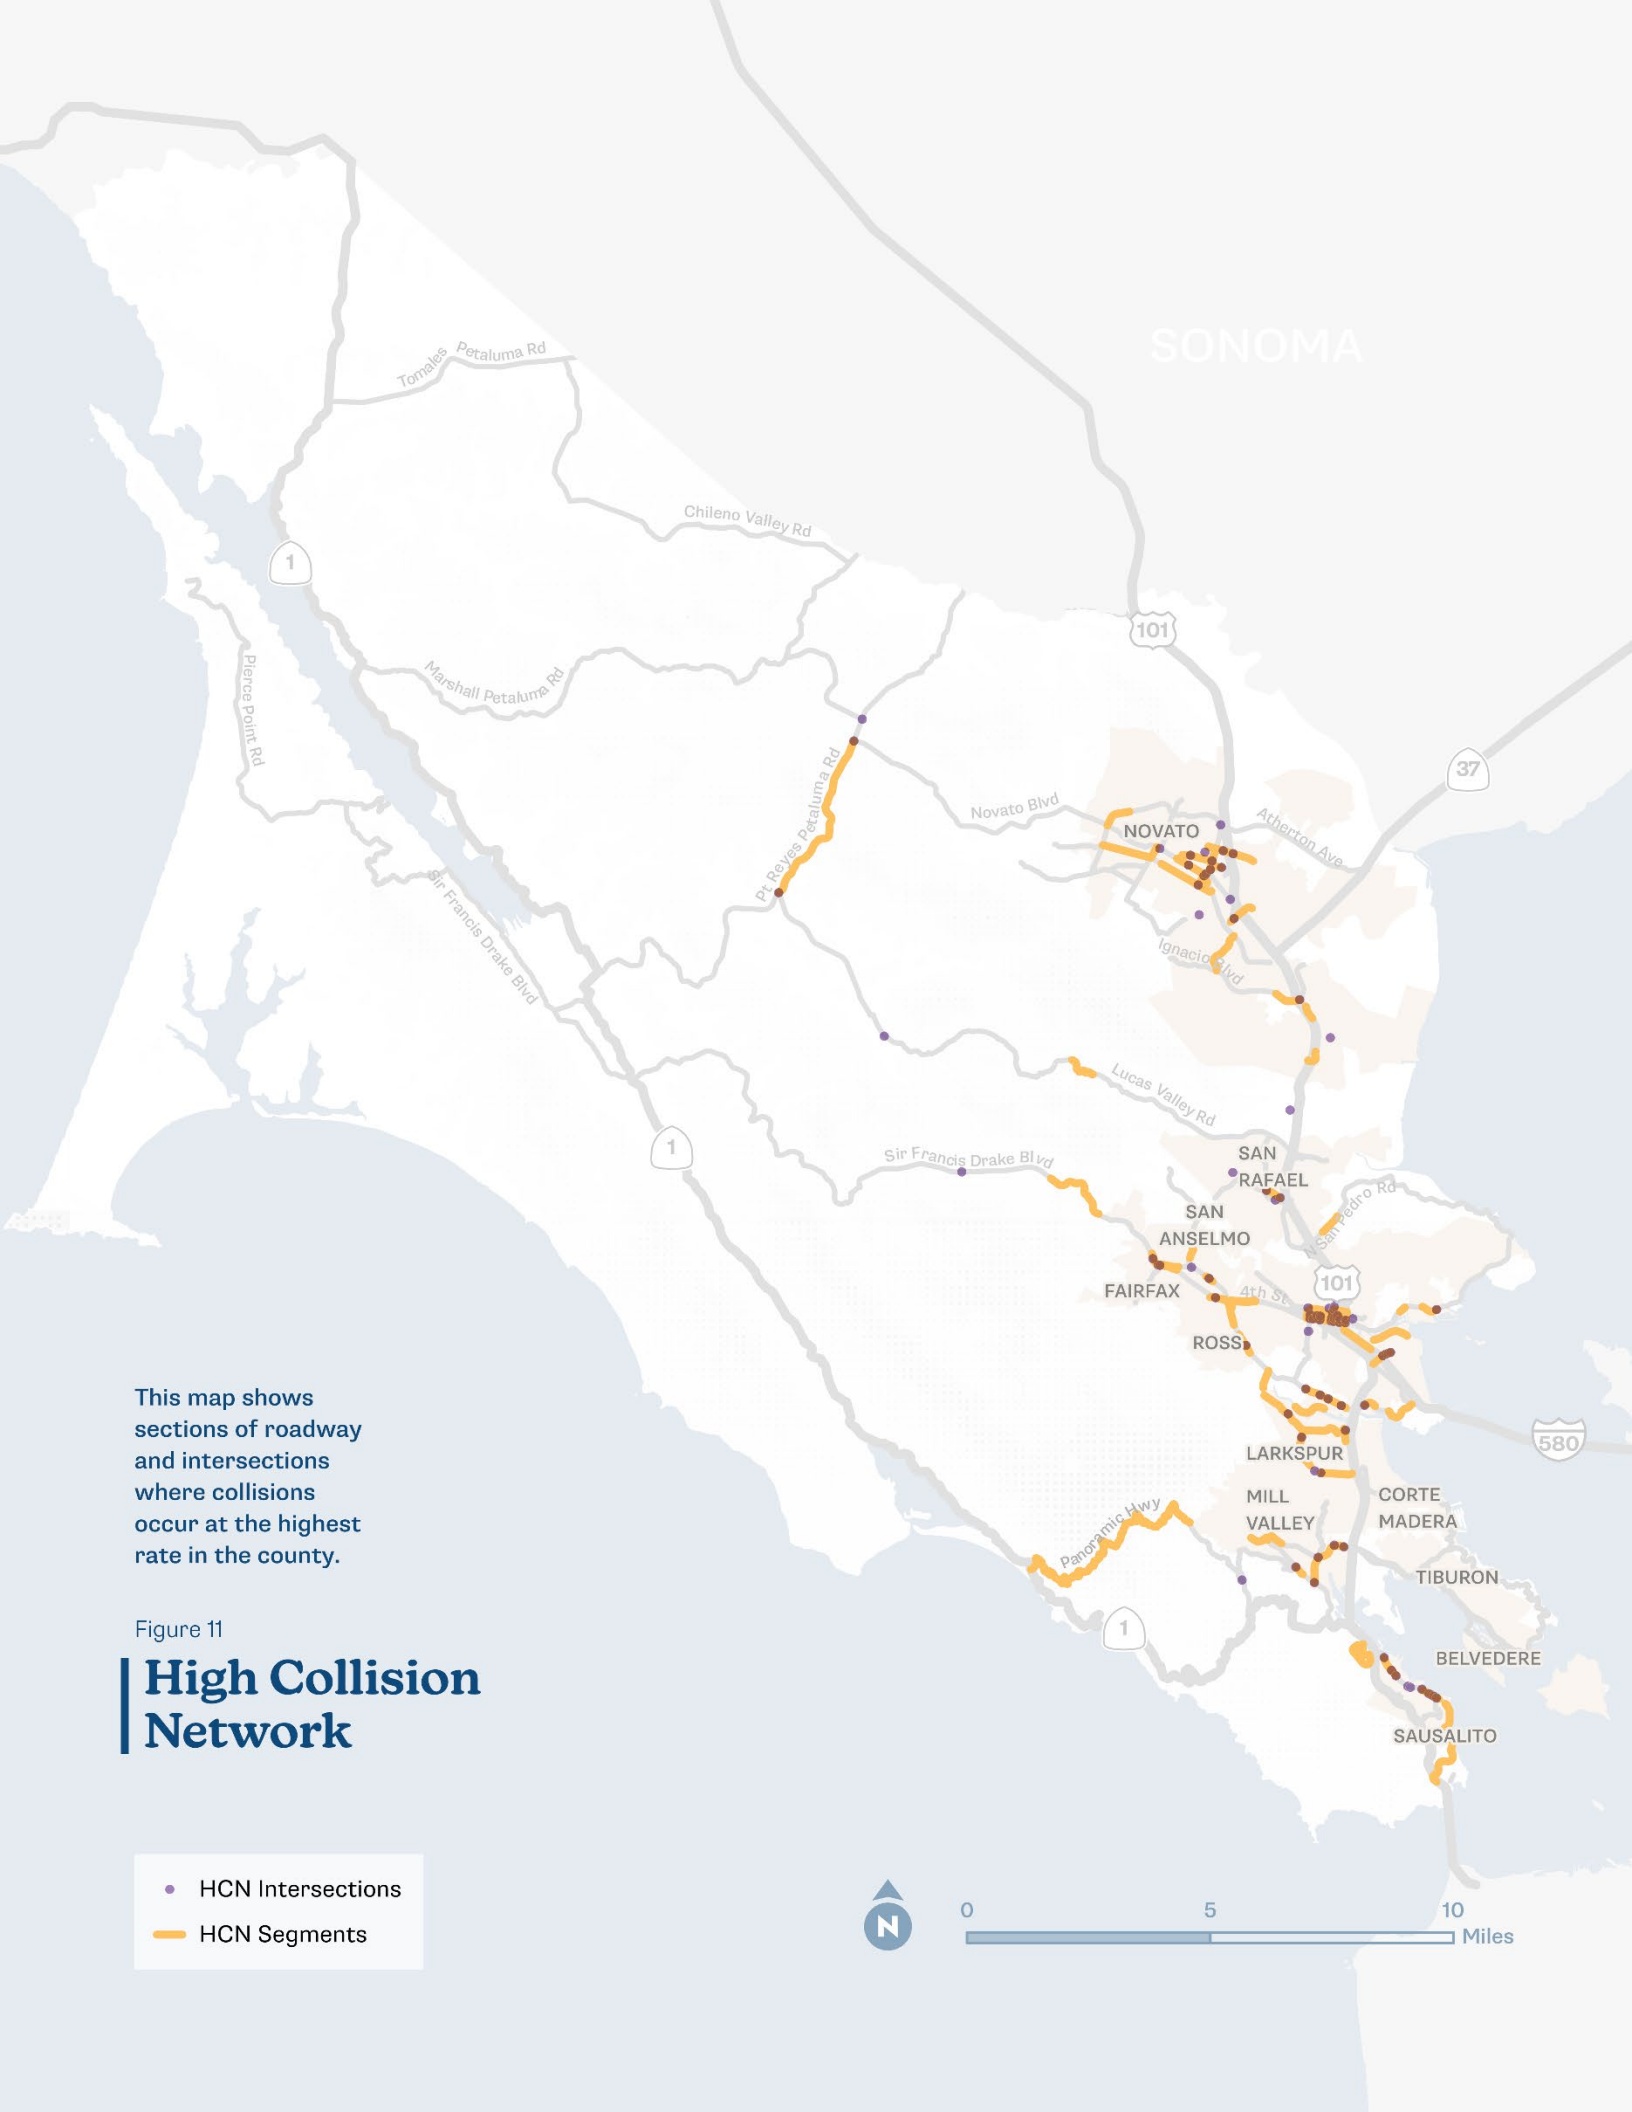 SONOMA
Tomales Petaluma Rd
Chileno Valley Rd
1
101
Marshall Petaluma Rd
Pierce Point Rd
37
Pt Reyes Petaluma Rd
Novato Blvd
Atherton Ave
NOVATO
Sir Francis Drake Blvd
Ignacio Blvd
Lucas Valley Rd
1
Sir Francis Drake Blvd
SAN
RAFAEL
N San Pedro Rd
SAN
ANSELMO
101
FAIRFAX
4th St
ROSS
580
LARKSPUR
MILL
VALLEY
CORTE
MADERA
Panoramic Hwy
TIBURON
1
BELVEDERE
SAUSALITO
This map shows
sections of roadway
and intersections
where collisions
occur at the highest
rate in the county.
Figure 11
High Collision
Network
HCN Intersections
HCN Segments
N
0 5 10
Miles